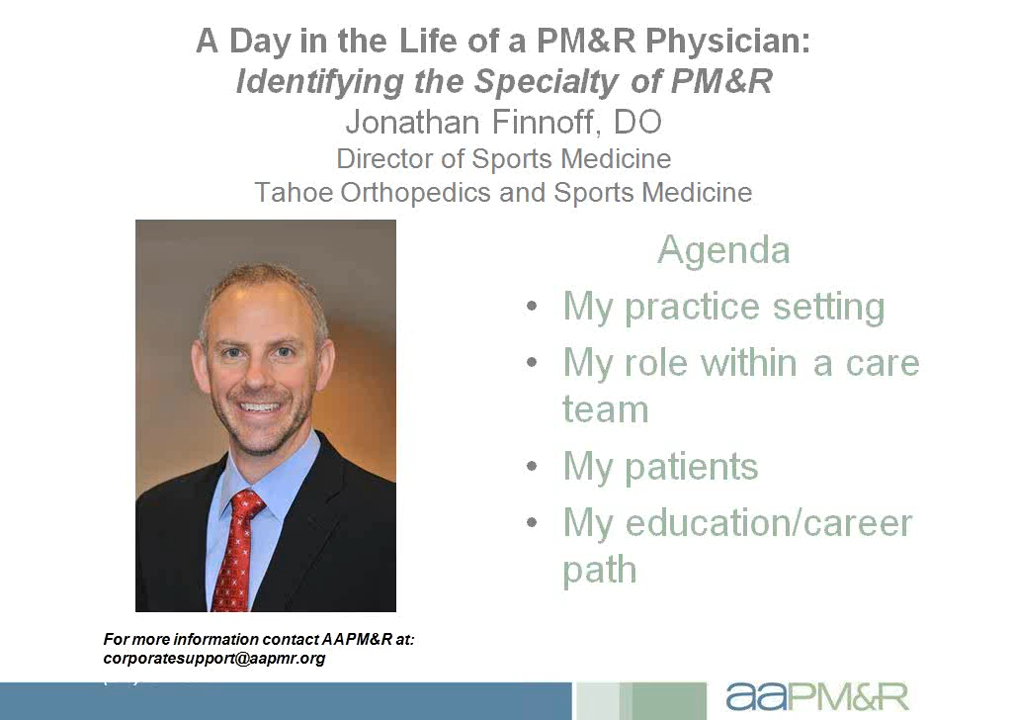 A Day in the Life of a PM&R Physician:
Identifying the Specialty of PM&R
Jonathan Finnoff, DO
Director of Sports Medicine
Tahoe Orthopedics and Sports Medicine
Agenda
• My practice setting
• My role within a care
team
• My patients
• My education/career
path
For more information contact AAPM&R at:
corporatesupport@aapmr.org
aaPM&R